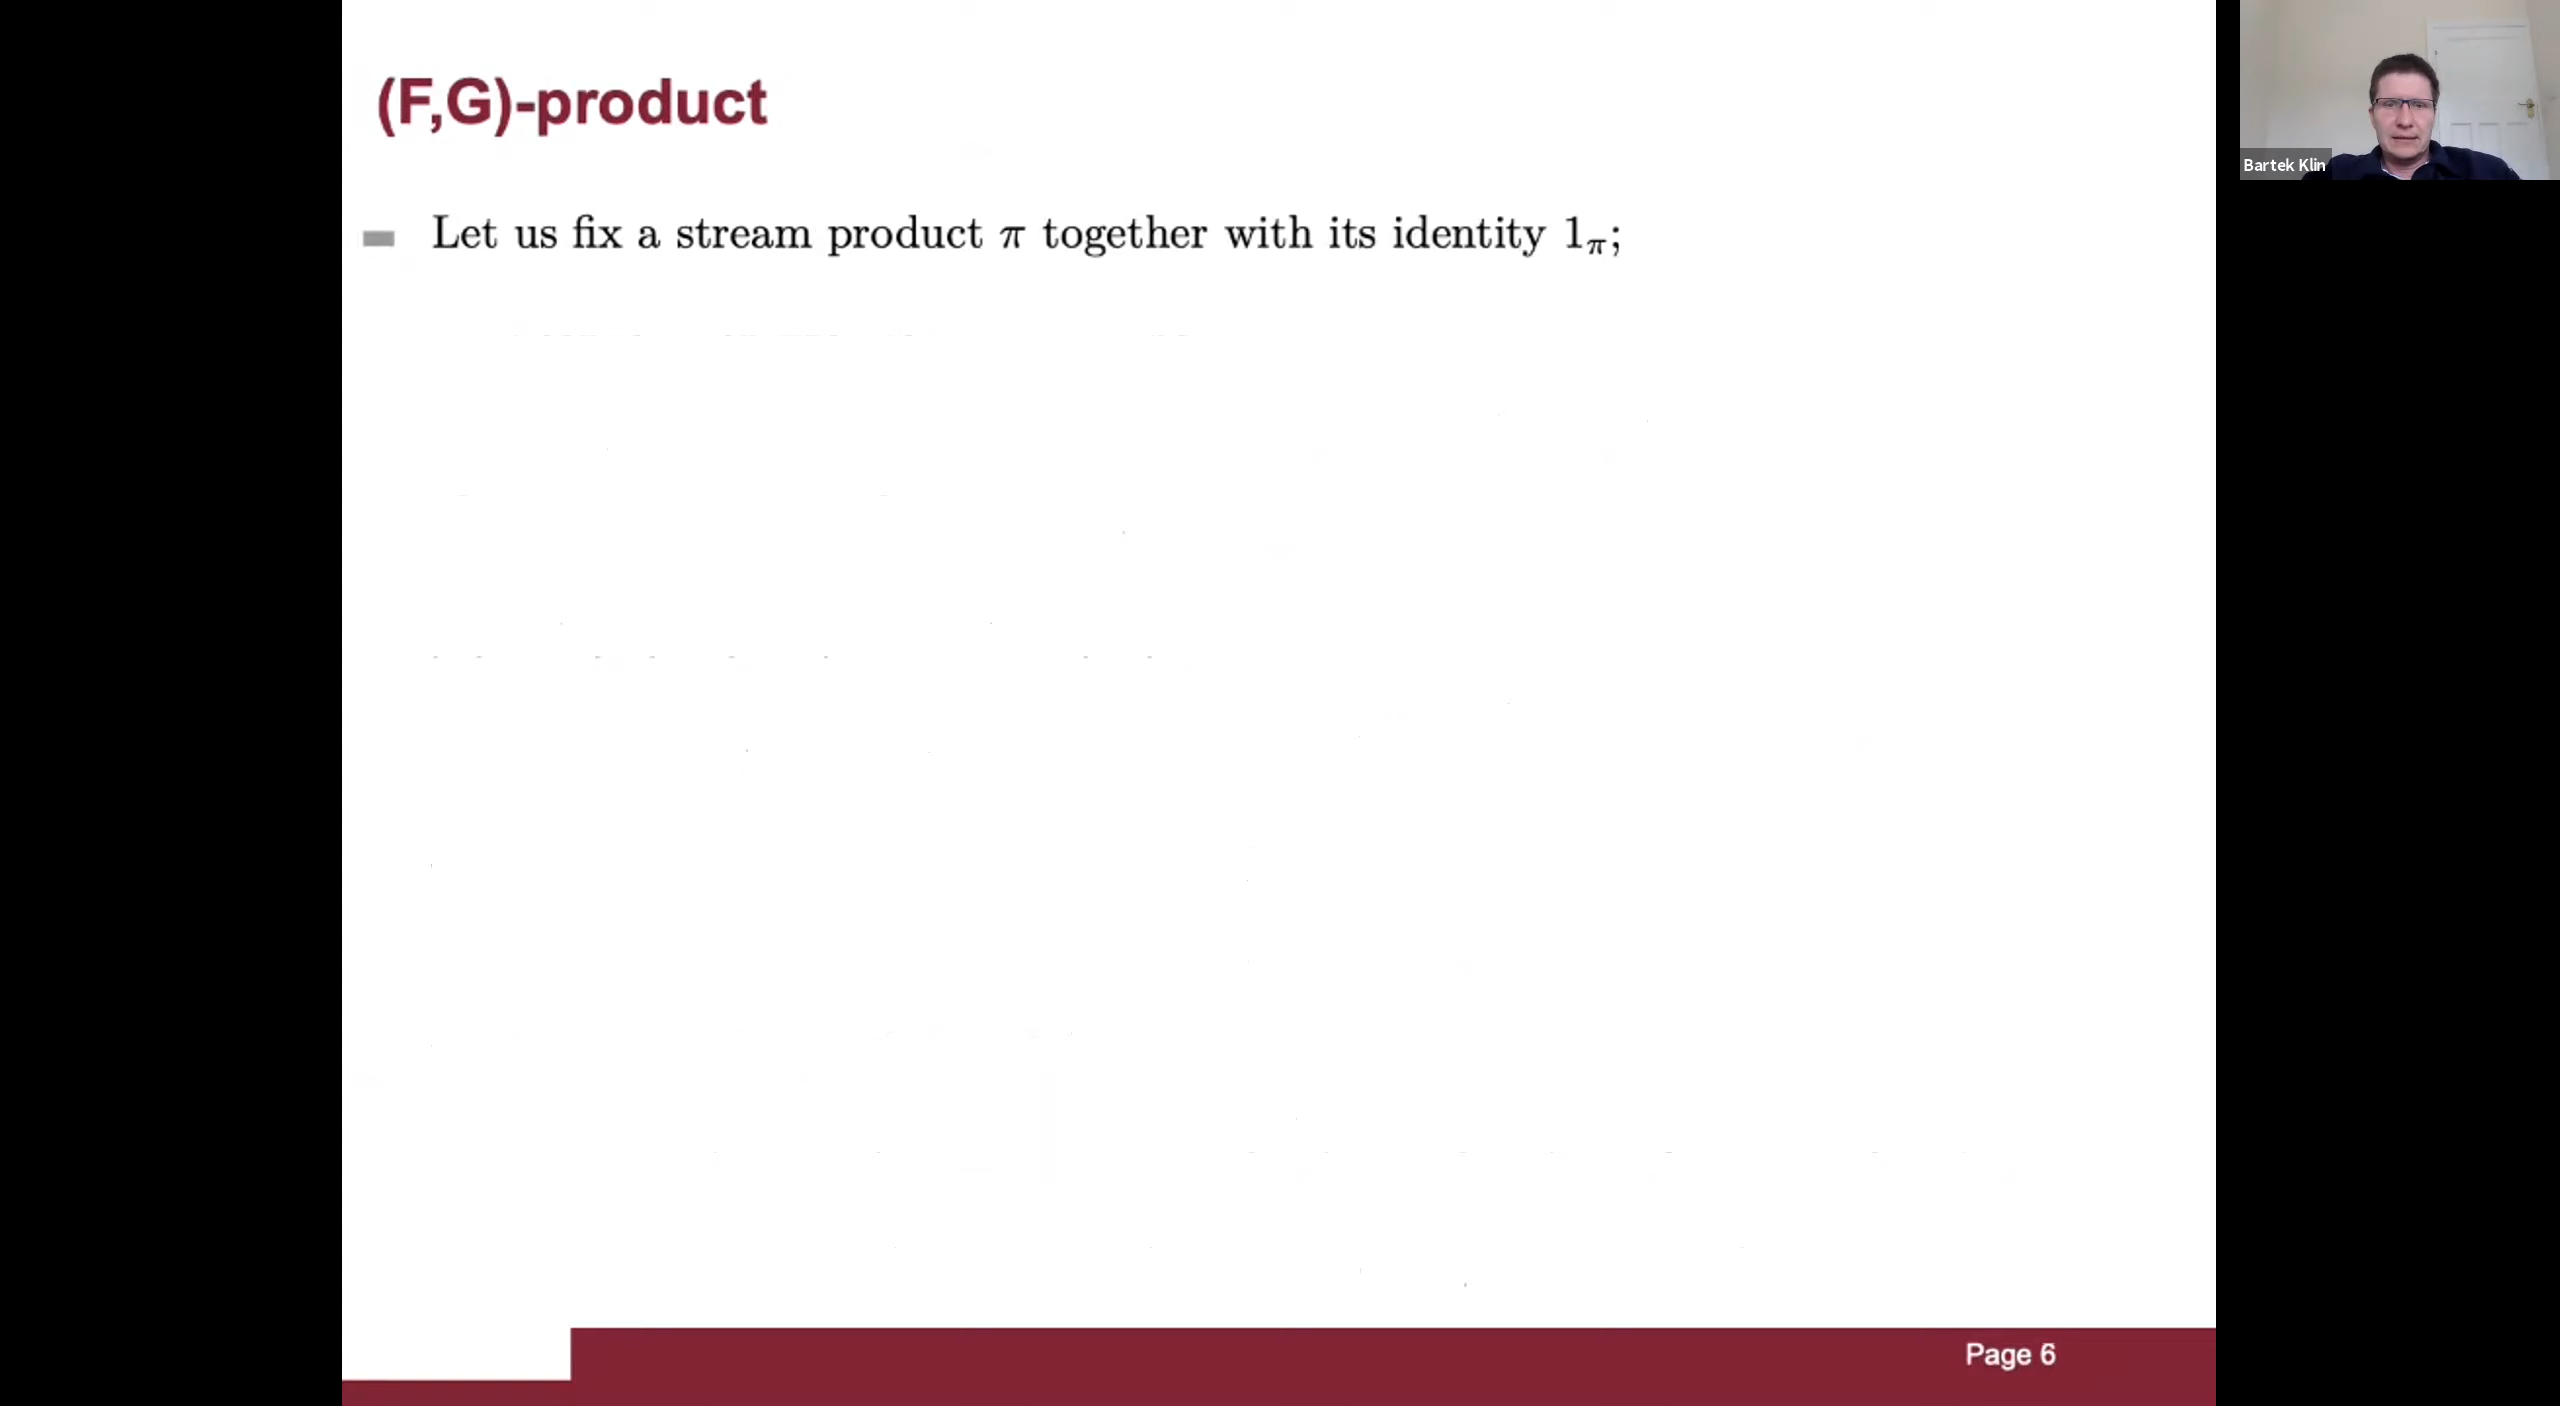 (F,G)-product
Let us fix a stream product π together with its identity 1π;
Bartek Klin
Page 6